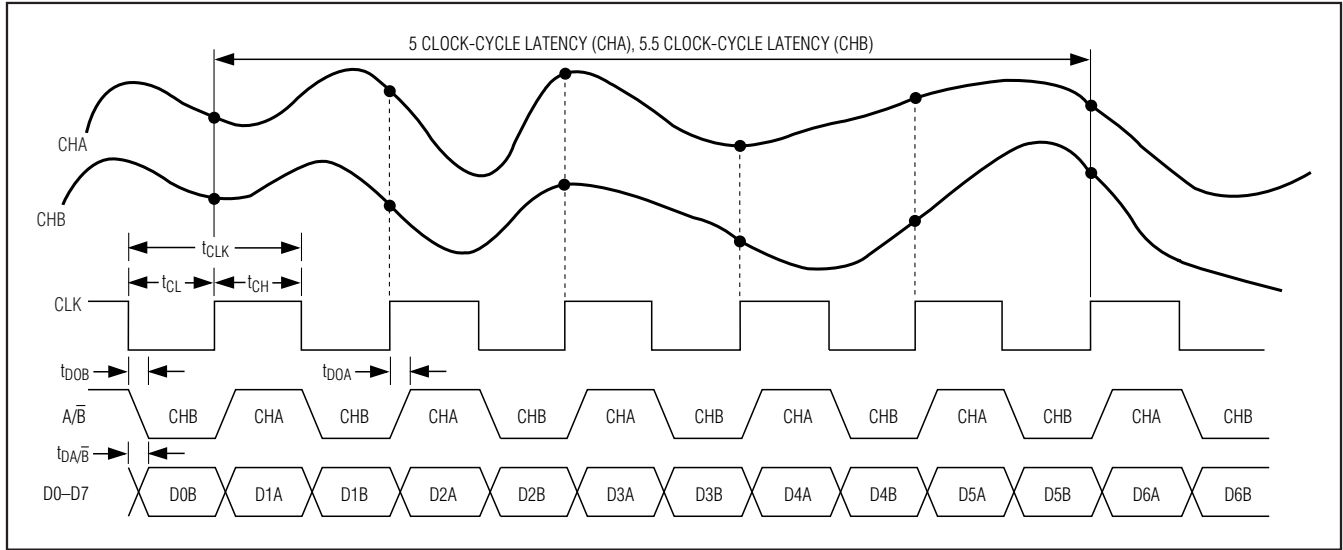 5 CLOCK-CYCLE LATENCY (CHA), 5.5 CLOCK-CYCLE LATENCY (CHB)
CHA
CHB
tCLK
tCL tCH
CLK
tDOB tDOA
A/B̅ CHB CHA CHB CHA CHB CHA CHB CHA CHB CHA CHB CHA CHB
tDA/B̅
D0–D7 D0B D1A D1B D2A D2B D3A D3B D4A D4B D5A D5B D6A D6B